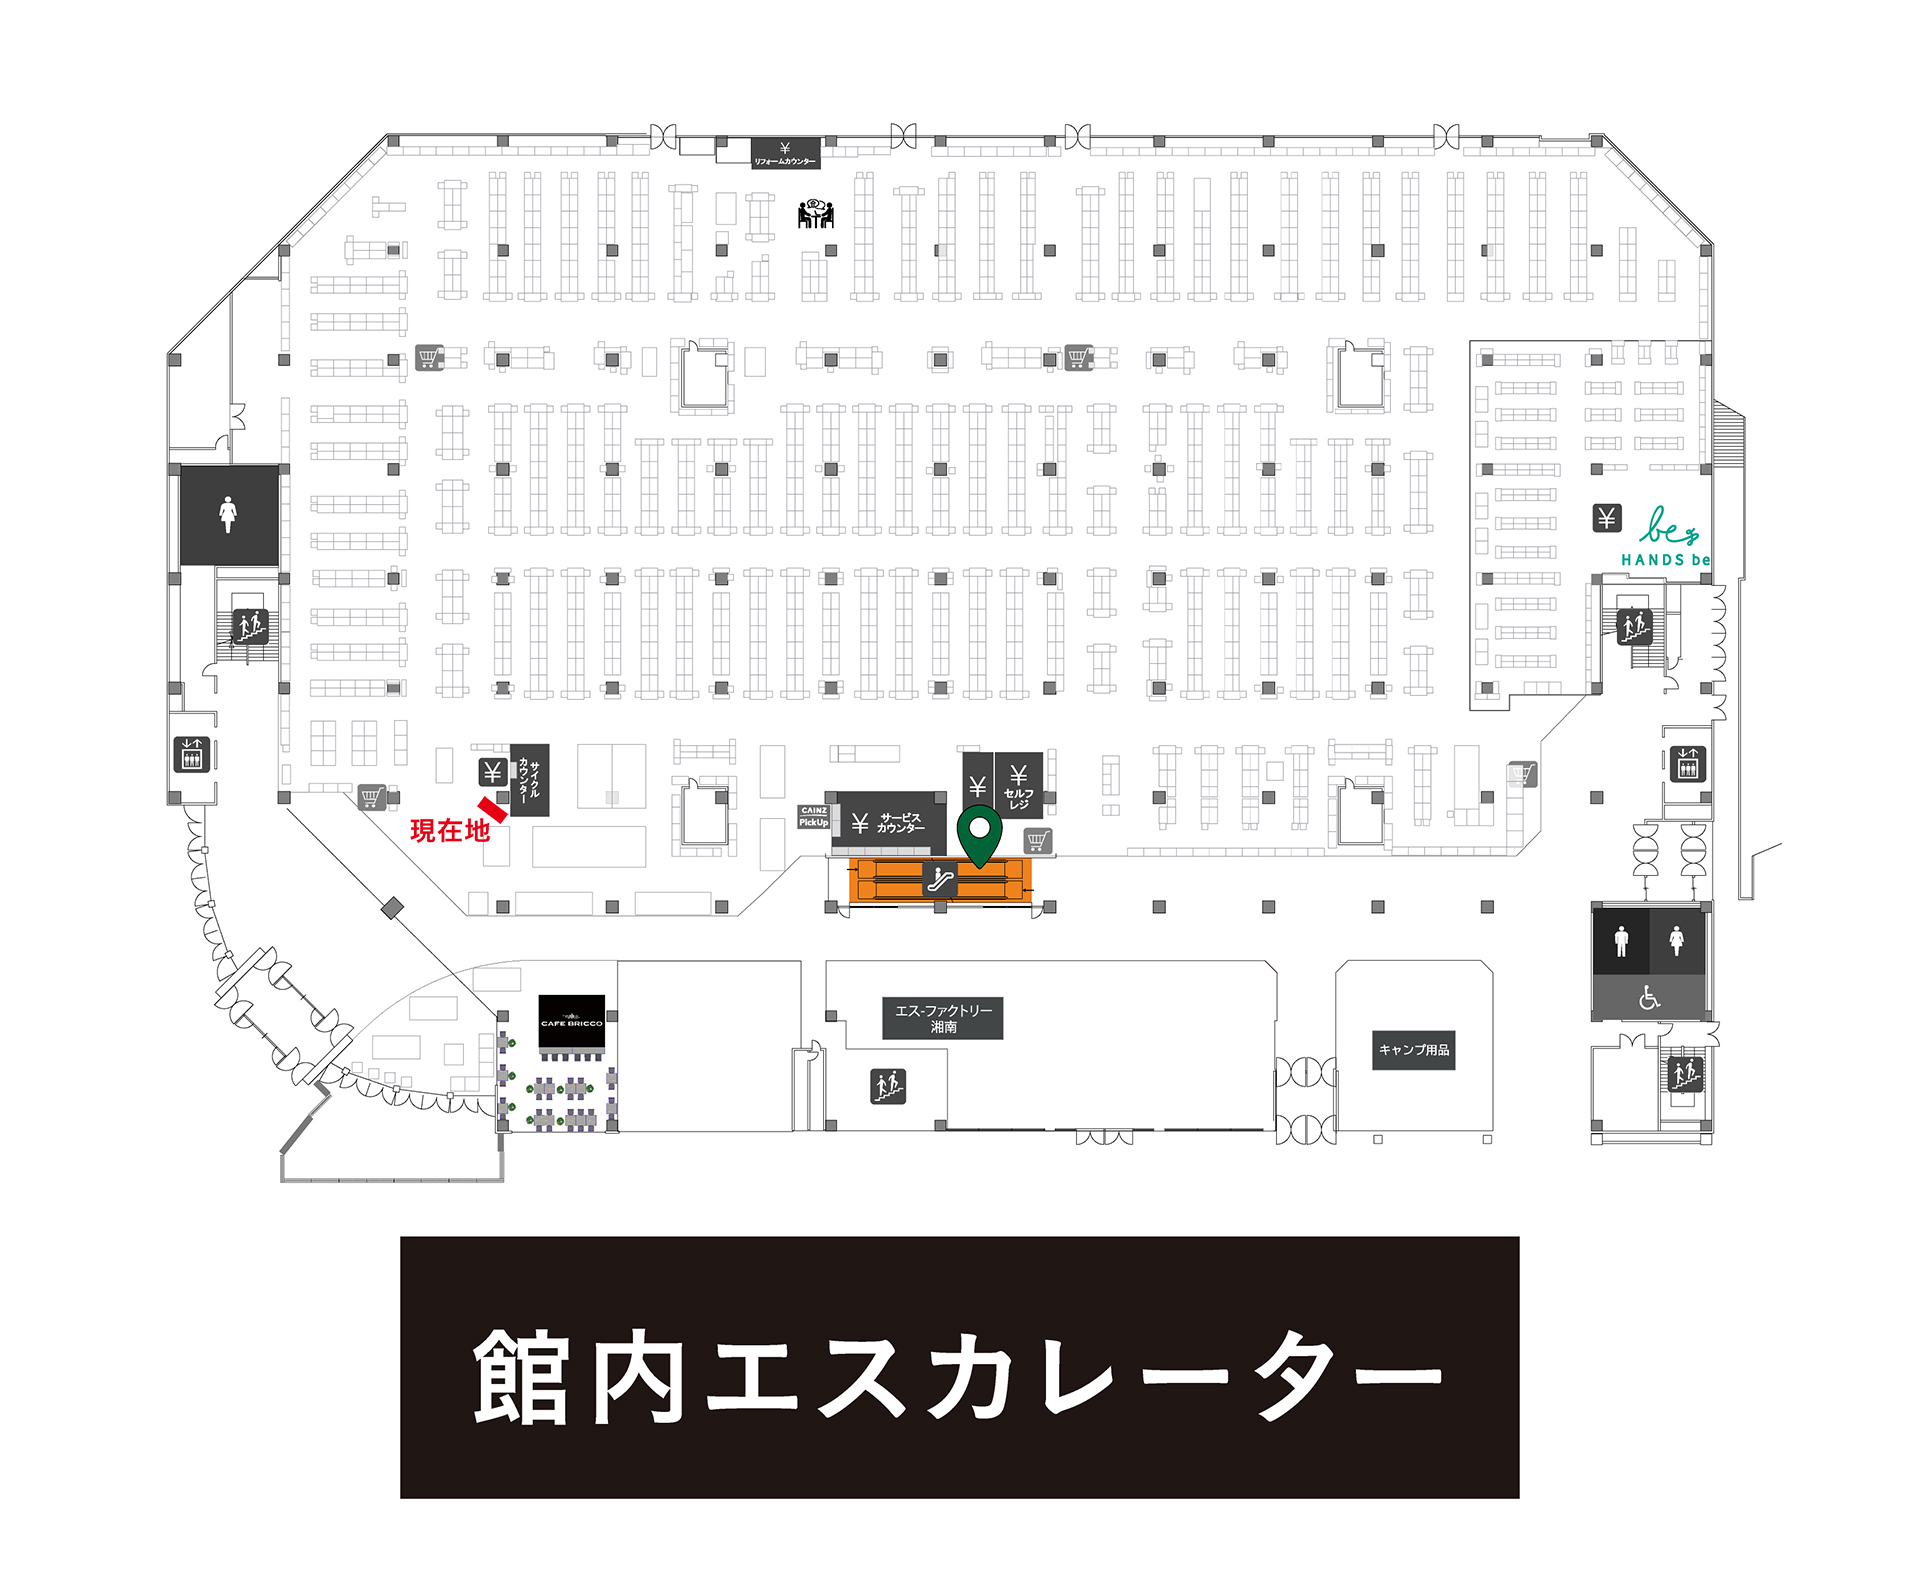 ¥
リフォームカウンター
¥
be
HANDS be
¥
サイクル
カウンター
現在地
CAINZ
PickUp
¥
サービス
カウンター
¥
¥
セルフ
レジ
CAFE BRICCO
エス-ファクトリー
湘南
キャンプ用品
館内エスカレーター